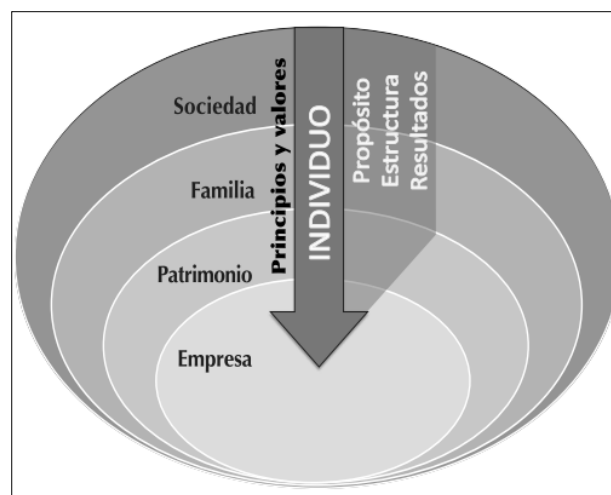 Sociedad
Familia
Patrimonio
Empresa
Principios y valores
INDIVIDUO
Propósito
Estructura
Resultados